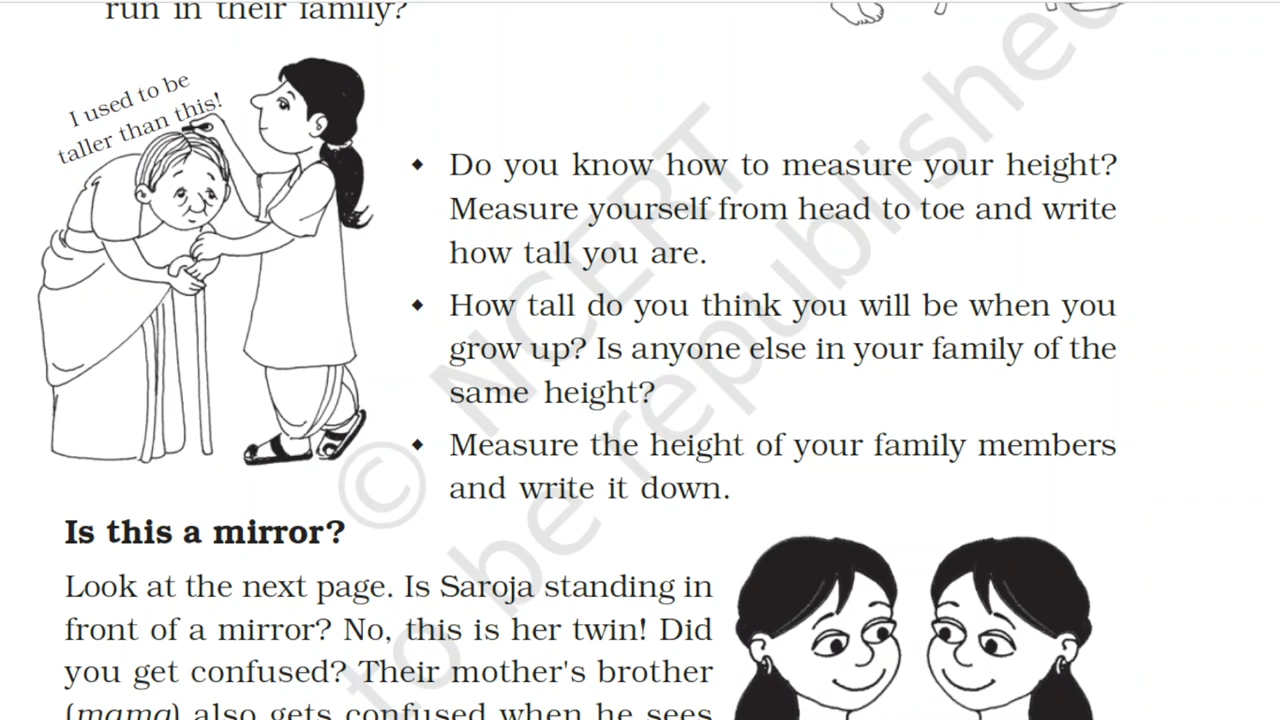 run in their family?
I used to be
taller than this!
◆ Do you know how to measure your height?
Measure yourself from head to toe and write
how tall you are.
◆ How tall do you think you will be when you
grow up? Is anyone else in your family of the
same height?
◆ Measure the height of your family members
and write it down.
Is this a mirror?
Look at the next page. Is Saroja standing in
front of a mirror? No, this is her twin! Did
you get confused? Their mother's brother
(mama) also gets confused when he sees
© NCERT
to be republished